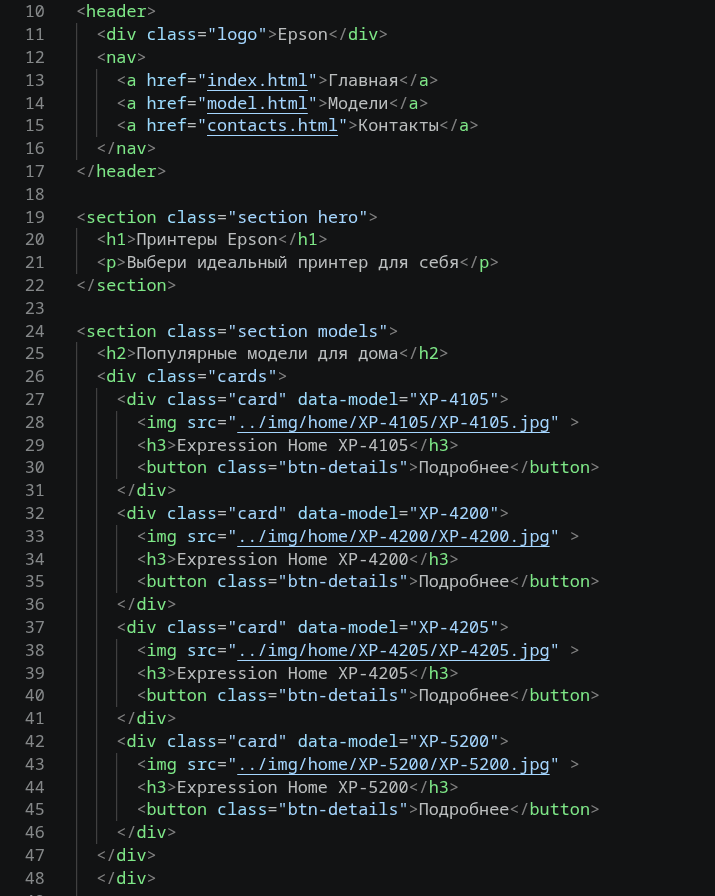 10 <header>
11 <div class="logo">Epson</div>
12 <nav>
13 <a href="index.html">Главная</a>
14 <a href="model.html">Модели</a>
15 <a href="contacts.html">Контакты</a>
16 </nav>
17 </header>
18
19 <section class="section hero">
20 <h1>Принтеры Epson</h1>
21 <p>Выбери идеальный принтер для себя</p>
22 </section>
23
24 <section class="section models">
25 <h2>Популярные модели для дома</h2>
26 <div class="cards">
27 <div class="card" data-model="XP-4105">
28 <img src="../img/home/XP-4105/XP-4105.jpg" >
29 <h3>Expression Home XP-4105</h3>
30 <button class="btn-details">Подробнее</button>
31 </div>
32 <div class="card" data-model="XP-4200">
33 <img src="../img/home/XP-4200/XP-4200.jpg" >
34 <h3>Expression Home XP-4200</h3>
35 <button class="btn-details">Подробнее</button>
36 </div>
37 <div class="card" data-model="XP-4205">
38 <img src="../img/home/XP-4205/XP-4205.jpg" >
39 <h3>Expression Home XP-4205</h3>
40 <button class="btn-details">Подробнее</button>
41 </div>
42 <div class="card" data-model="XP-5200">
43 <img src="../img/home/XP-5200/XP-5200.jpg" >
44 <h3>Expression Home XP-5200</h3>
45 <button class="btn-details">Подробнее</button>
46 </div>
47 </div>
48 </div>